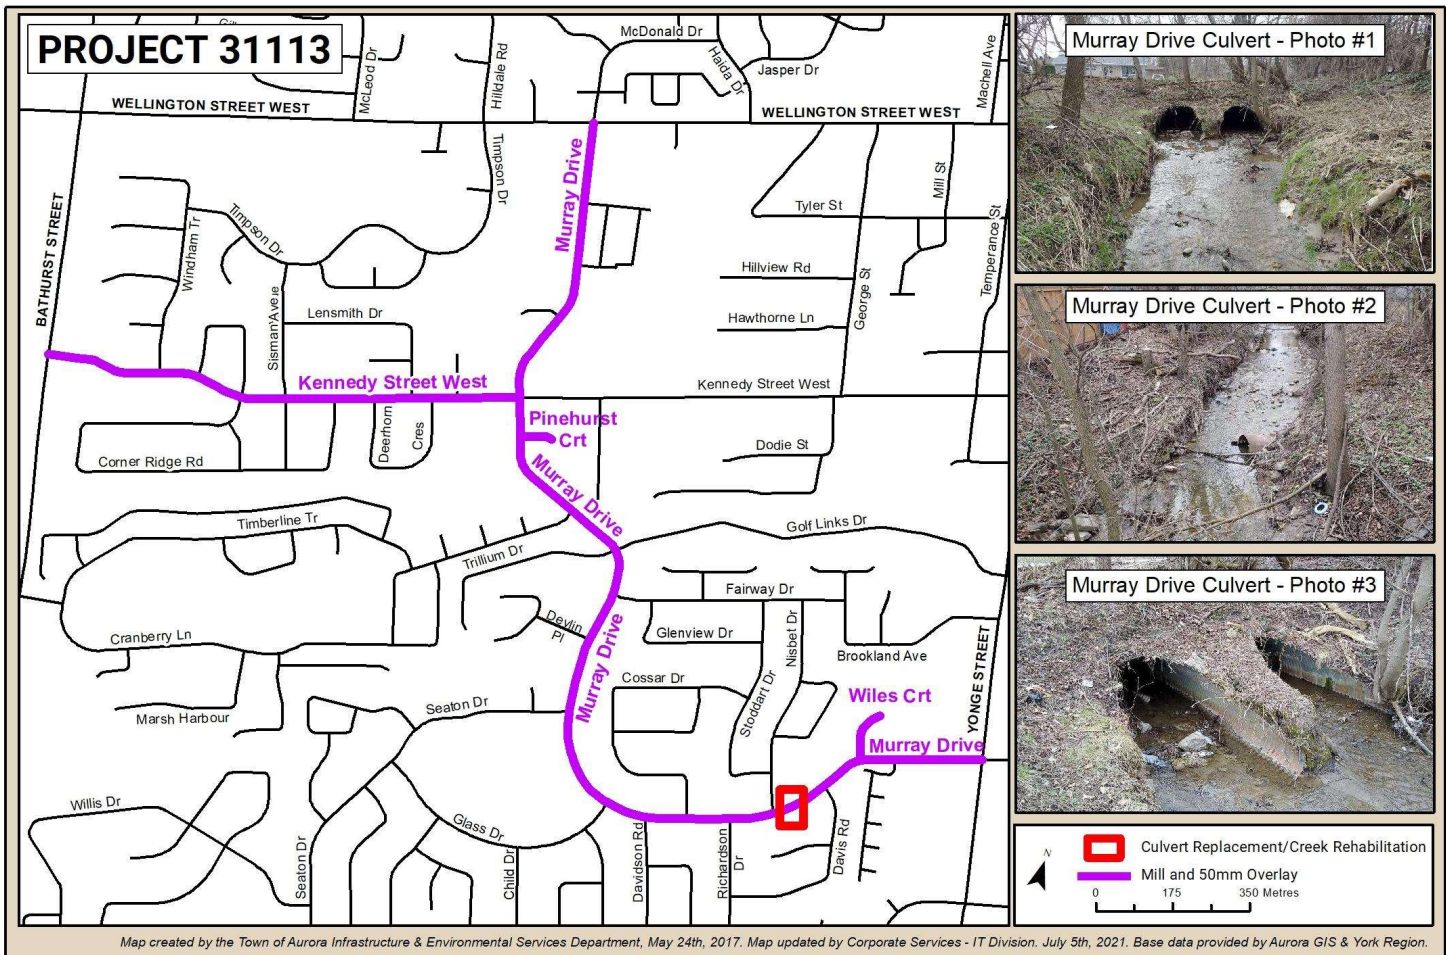 PROJECT 31113
McLeod Dr
Hilldale Rd
McDonald Dr
Haida Dr
Jasper Dr
Machell Ave
WELLINGTON STREET WEST
WELLINGTON STREET WEST
BATHURST STREET
Timpson Dr
Murray Drive
Mill St
Tyler St
Temperance St
Windham Tr
Timpson Dr
Hillview Rd
George St
Sisman Ave
Lensmith Dr
Hawthorne Ln
Kennedy Street West
Kennedy Street West
Pinehurst
Crt
Deerhorn
Cres
Dodie St
Corner Ridge Rd
Murray Drive
Timberline Tr
Golf Links Dr
Trillium Dr
Fairway Dr
Devlin
Pl
Glenview Dr
Nisbet Dr
Cranberry Ln
Brookland Ave
YONGE STREET
Murray Drive
Cossar Dr
Stoddart Dr
Wiles Crt
Marsh Harbour
Seaton Dr
Murray Drive
Willis Dr
Glass Dr
Seaton Dr
Child Dr
Davidson Rd
Richardson
Dr
Davis Rd
Murray Drive Culvert - Photo #1
Murray Drive Culvert - Photo #2
Murray Drive Culvert - Photo #3
N
Culvert Replacement/Creek Rehabilitation
Mill and 50mm Overlay
0 175 350 Metres
Map created by the Town of Aurora Infrastructure & Environmental Services Department, May 24th, 2017. Map updated by Corporate Services - IT Division. July 5th, 2021. Base data provided by Aurora GIS & York Region.